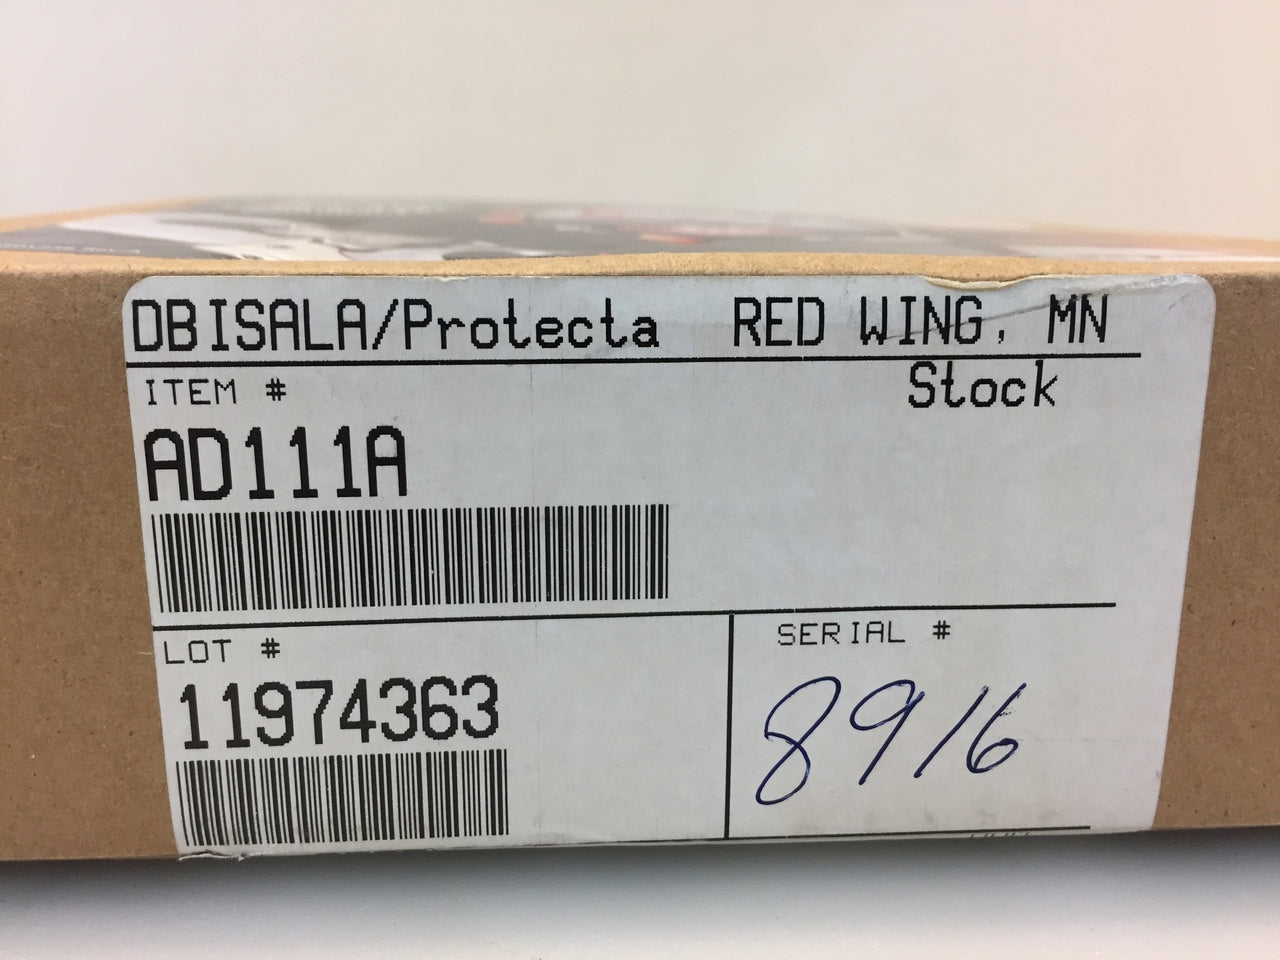 DBISALA/Protecta RED WING, MN
Stock
ITEM #
AD111A
LOT #
11974363
SERIAL #
8916